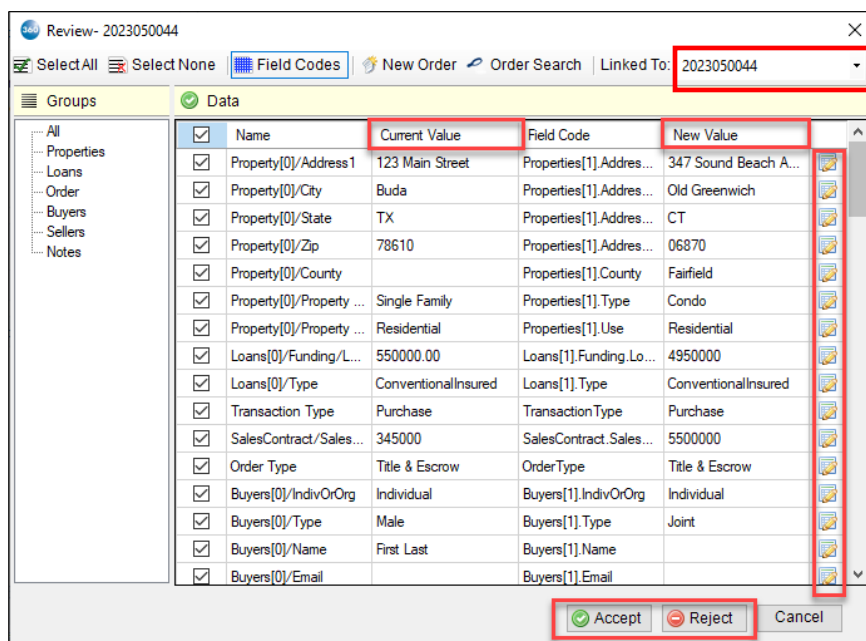 360 Review- 2023050044
Select All Select None Field Codes New Order Order Search Linked To: 2023050044
Groups
All
Properties
Loans
Order
Buyers
Sellers
Notes
Data
Name Current Value Field Code New Value
Property[0]/Address1 123 Main Street Properties[1].Addres... 347 Sound Beach A...
Property[0]/City Buda Properties[1].Addres... Old Greenwich
Property[0]/State TX Properties[1].Addres... CT
Property[0]/Zip 78610 Properties[1].Addres... 06870
Property[0]/County Properties[1].County Fairfield
Property[0]/Property ... Single Family Properties[1].Type Condo
Property[0]/Property ... Residential Properties[1].Use Residential
Loans[0]/Funding/L... 550000.00 Loans[1].Funding.Lo... 4950000
Loans[0]/Type ConventionalInsured Loans[1].Type ConventionalInsured
Transaction Type Purchase TransactionType Purchase
SalesContract/Sales... 345000 SalesContract.Sales... 5500000
Order Type Title & Escrow OrderType Title & Escrow
Buyers[0]/IndivOrOrg Individual Buyers[1].IndivOrOrg Individual
Buyers[0]/Type Male Buyers[1].Type Joint
Buyers[0]/Name First Last Buyers[1].Name
Buyers[0]/Email Buyers[1].Email
Accept Reject Cancel